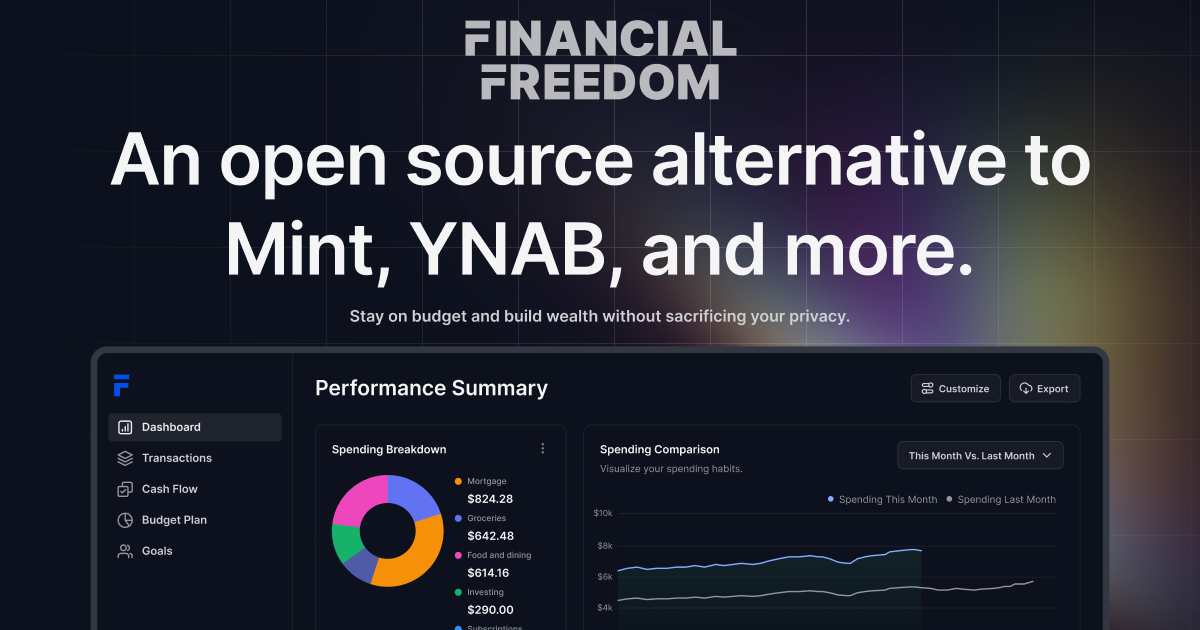 FINANCIAL
FREEDOM
An open source alternative to
Mint, YNAB, and more.
Stay on budget and build wealth without sacrificing your privacy.
Dashboard
Transactions
Cash Flow
Budget Plan
Goals
Performance Summary
Customize
Export
Spending Breakdown
Mortgage
$824.28
Groceries
$642.48
Food and dining
$614.16
Investing
$290.00
Subscriptions
Spending Comparison
Visualize your spending habits.
This Month Vs. Last Month
Spending This Month
Spending Last Month
$10k
$8k
$6k
$4k